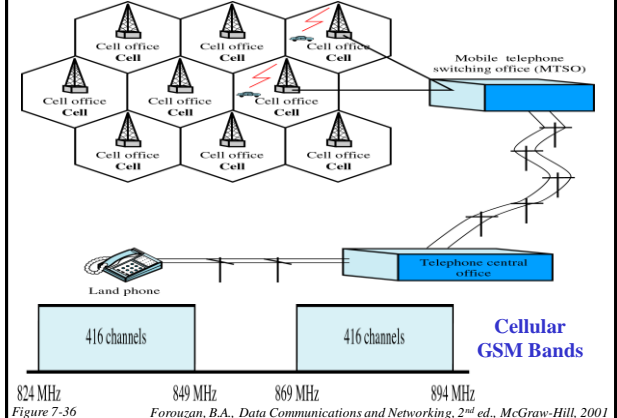 Cell office
Cell
Cell office
Cell
Cell office
Cell
Mobile telephone
switching office (MTSO)
Cell office
Cell
Cell office
Cell
Cell office
Cell
Cell office
Cell
Cell office
Cell
Cell office
Cell
Telephone central
office
Land phone
416 channels
416 channels
Cellular
GSM Bands
824 MHz
849 MHz
869 MHz
894 MHz
Figure 7-36
Forouzan, B.A., Data Communications and Networking, 2nd ed., McGraw-Hill, 2001